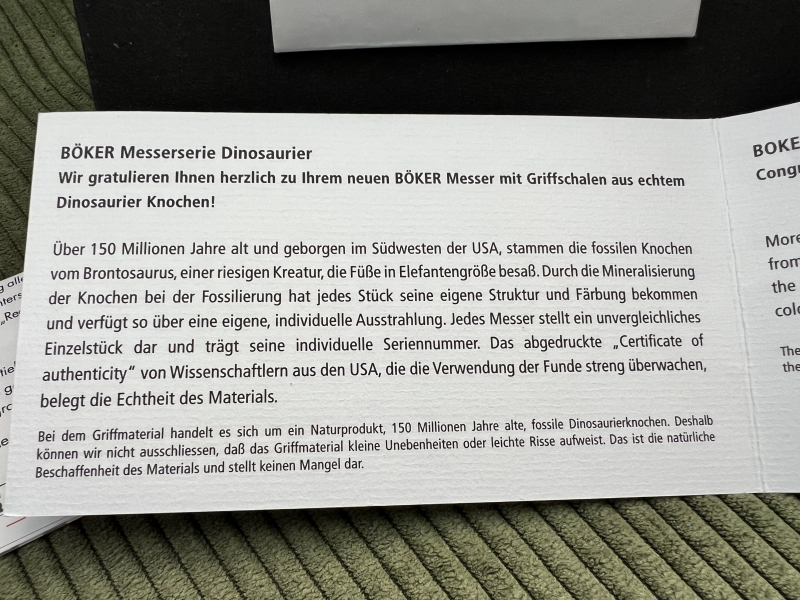 BÖKER Messerserie Dinosaurier
Wir gratulieren Ihnen herzlich zu Ihrem neuen BÖKER Messer mit Griffschalen aus echtem
Dinosaurier Knochen!
Über 150 Millionen Jahre alt und geborgen im Südwesten der USA, stammen die fossilen Knochen
vom Brontosaurus, einer riesigen Kreatur, die Füße in Elefantengröße besaß. Durch die Mineralisierung
der Knochen bei der Fossilierung hat jedes Stück seine eigene Struktur und Färbung bekommen
und verfügt so über eine eigene, individuelle Ausstrahlung. Jedes Messer stellt ein unvergleichliches
Einzelstück dar und trägt seine individuelle Seriennummer. Das abgedruckte „Certificate of
authenticity“ von Wissenschaftlern aus den USA, die die Verwendung der Funde streng überwachen,
belegt die Echtheit des Materials.
Bei dem Griffmaterial handelt es sich um ein Naturprodukt, 150 Millionen Jahre alte, fossile Dinosaurierknochen. Deshalb
können wir nicht ausschliessen, daß das Griffmaterial kleine Unebenheiten oder leichte Risse aufweist. Das ist die natürliche
Beschaffenheit des Materials und stellt keinen Mangel dar.
More
from
the
The
the